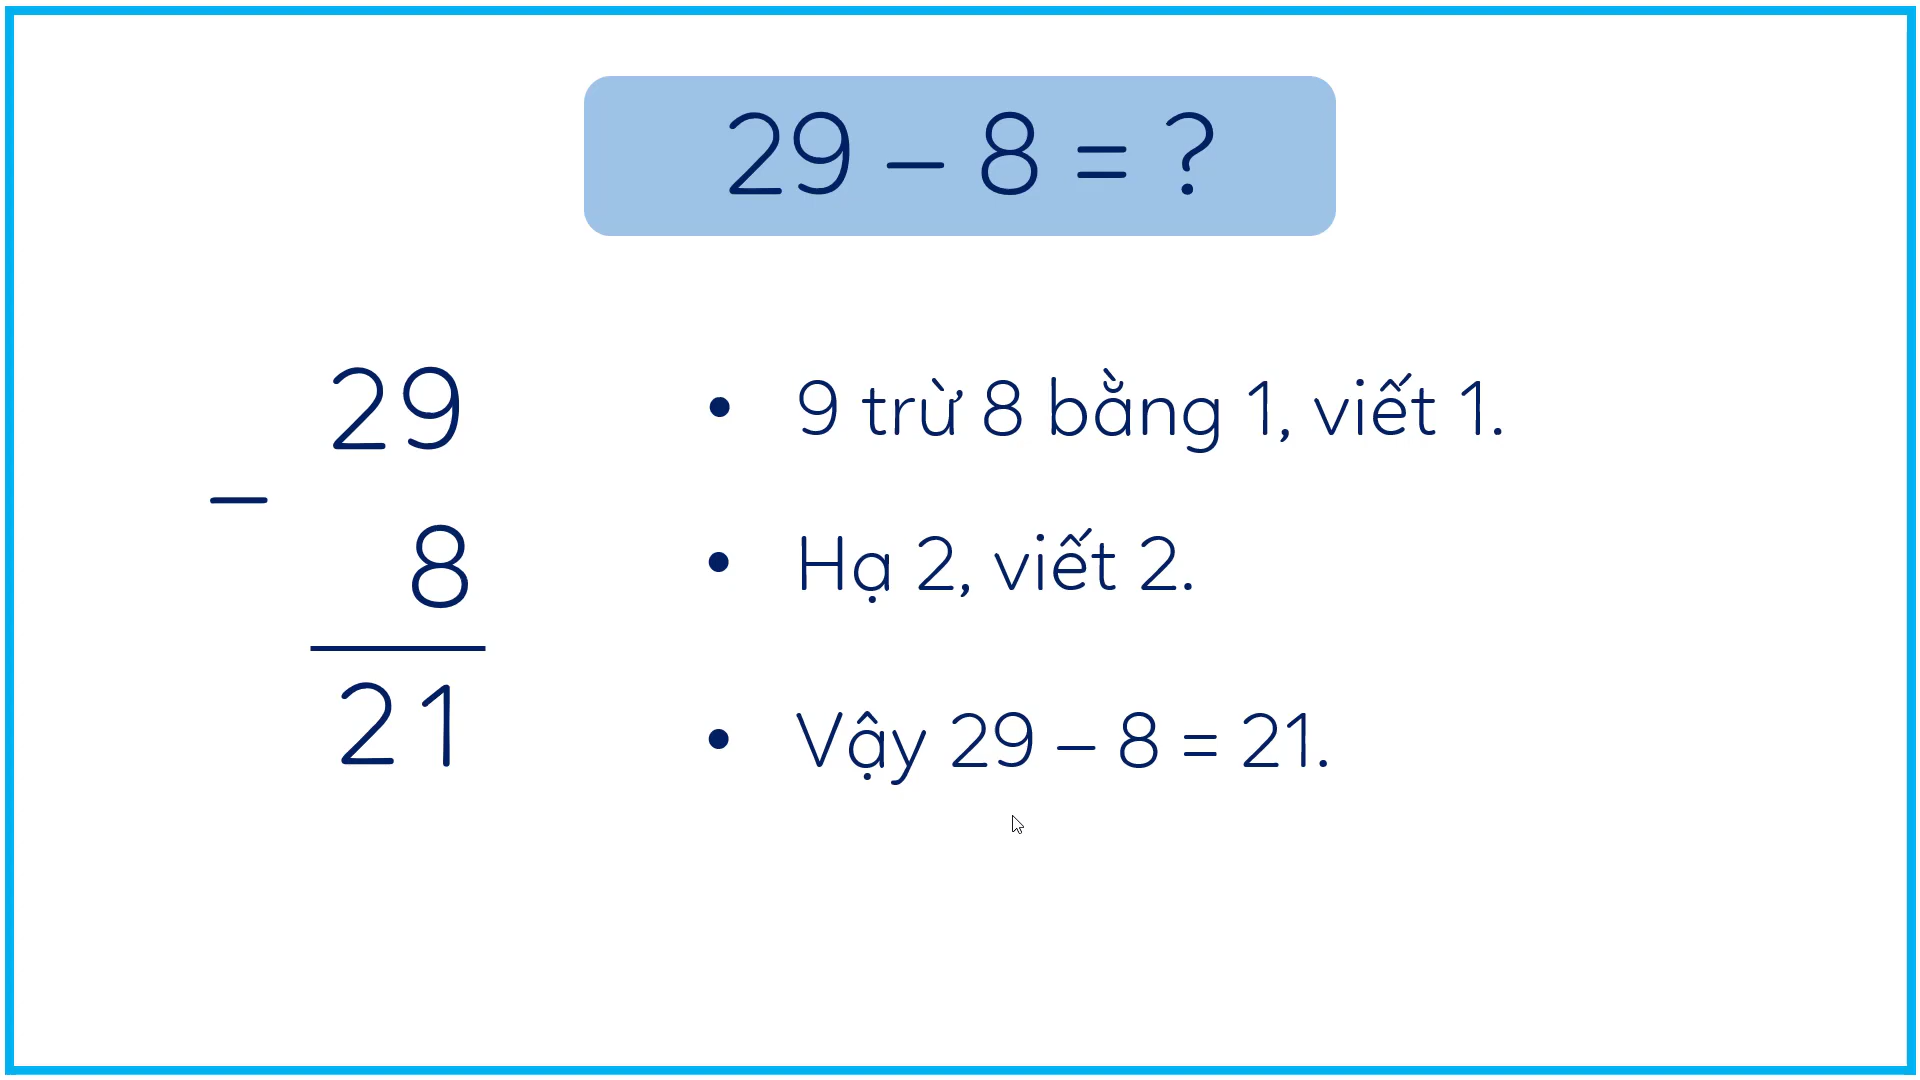 29 – 8 = ?
29
–
8
21
• 9 trừ 8 bằng 1, viết 1.
• Hạ 2, viết 2.
• Vậy 29 – 8 = 21.